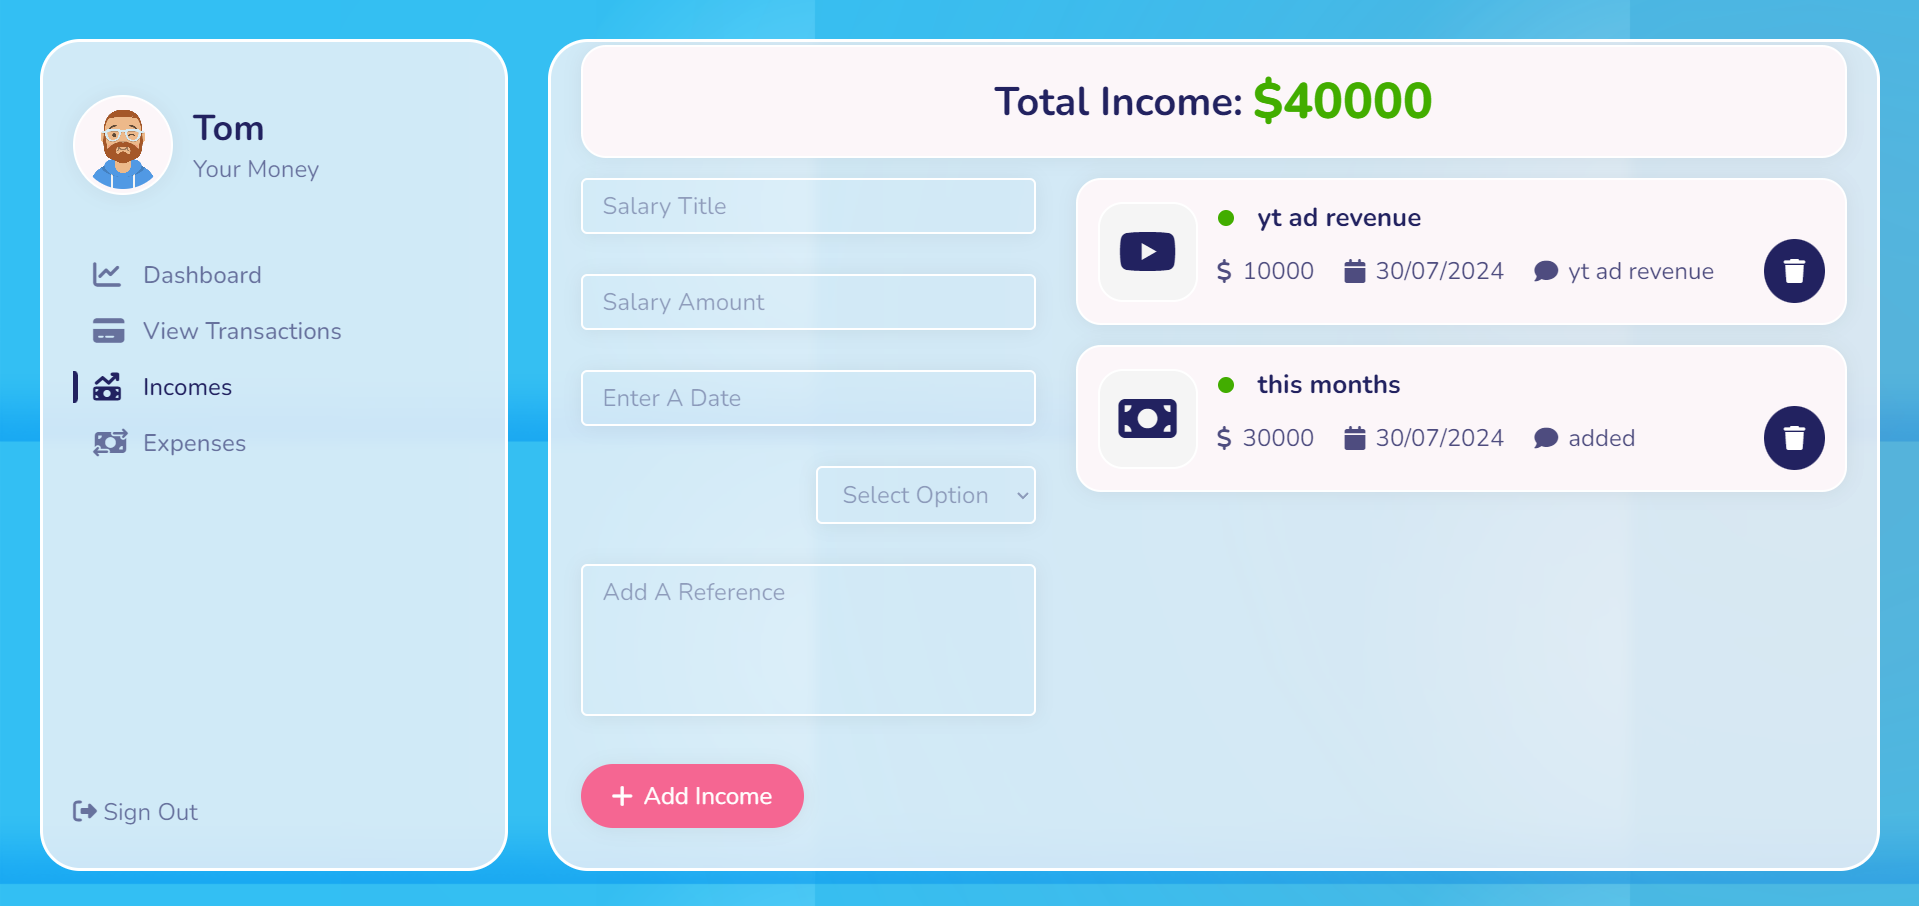 Tom
Your Money
Dashboard
View Transactions
Incomes
Expenses
Sign Out
Total Income: $40000
Salary Title
Salary Amount
Enter A Date
Select Option
Add A Reference
Add Income
yt ad revenue
$ 10000 30/07/2024 yt ad revenue
this months
$ 30000 30/07/2024 added